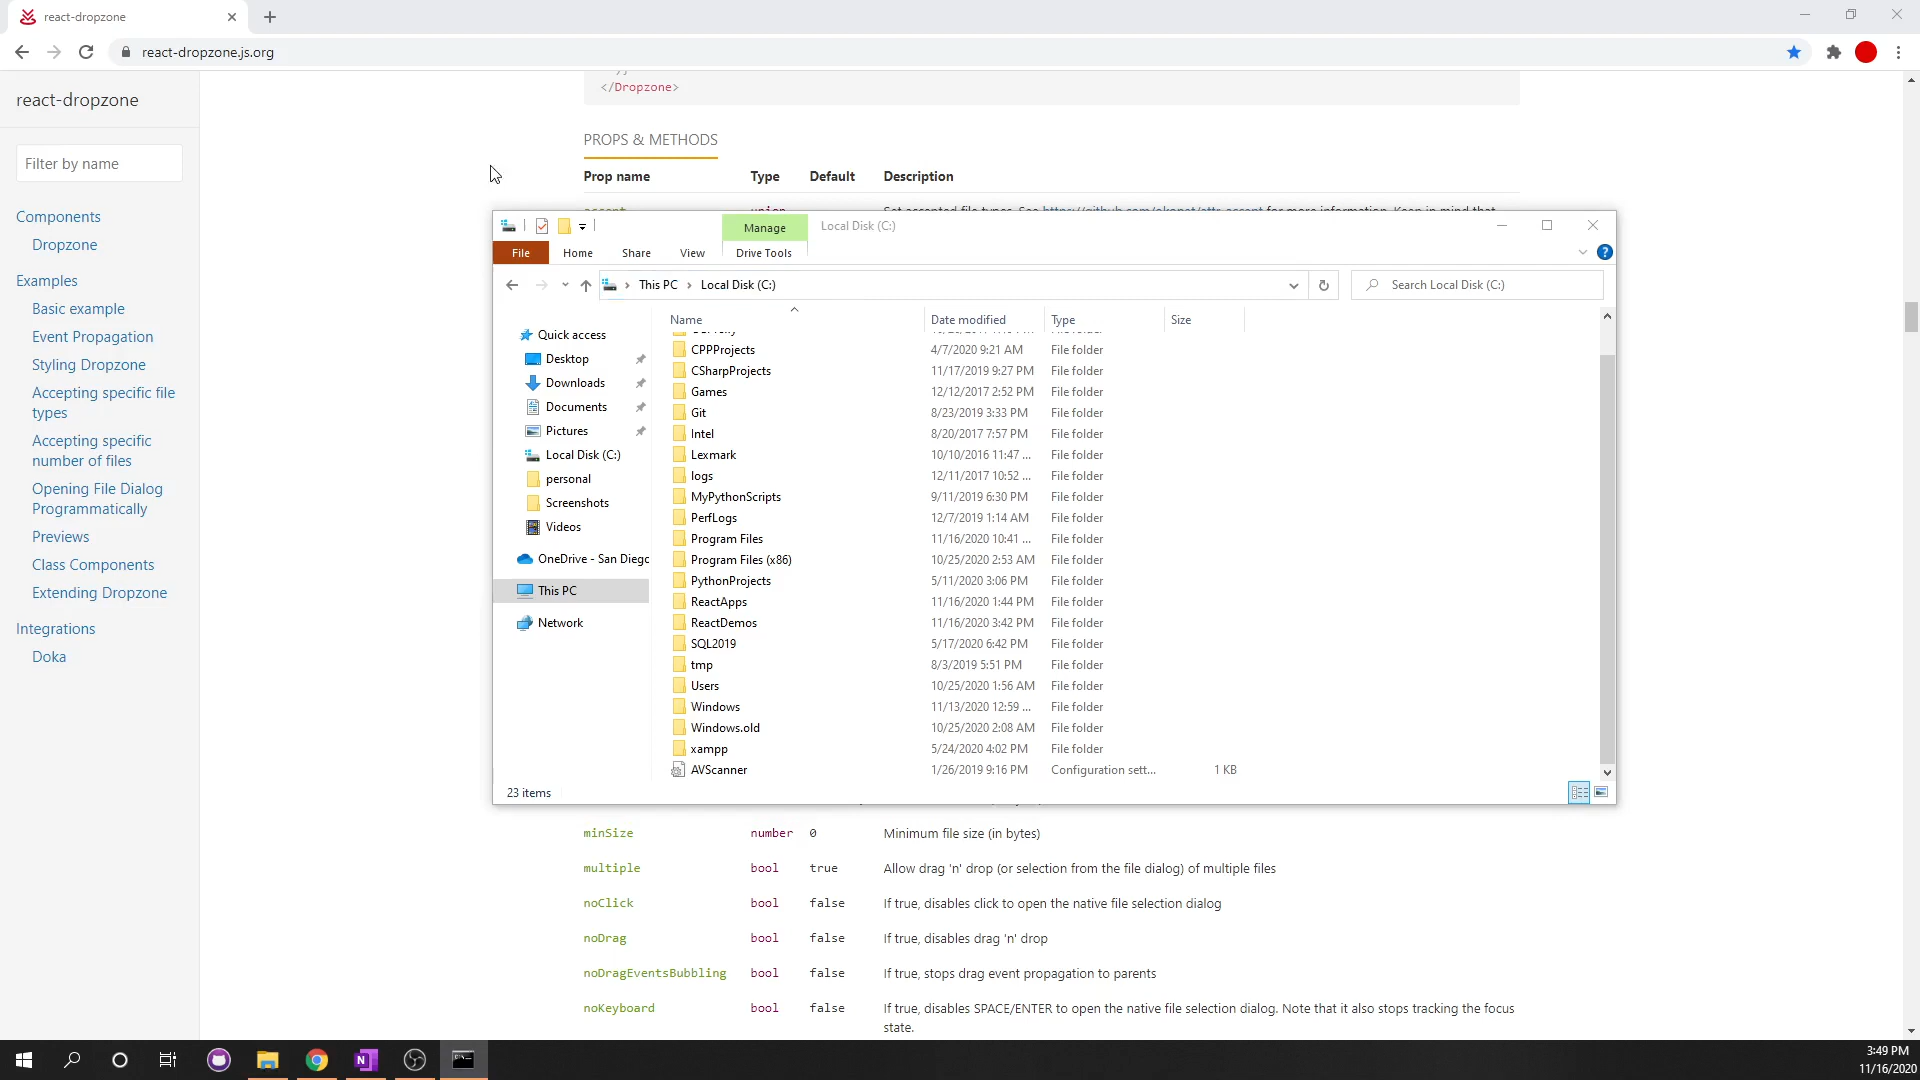 react-dropzone
react-dropzone.js.org
react-dropzone
Filter by name
Components
Dropzone
Examples
Basic example
Event Propagation
Styling Dropzone
Accepting specific file
types
Accepting specific
number of files
Opening File Dialog
Programmatically
Previews
Class Components
Extending Dropzone
Integrations
Doka
</Dropzone>
PROPS & METHODS
Prop name Type Default Description
Manage Local Disk (C:)
File Home Share View Drive Tools
This PC Local Disk (C:) Search Local Disk (C:)
Quick access
Desktop
Downloads
Documents
Pictures
Local Disk (C:)
personal
Screenshots
Videos
OneDrive - San Diego
This PC
Network
Name Date modified Type Size
CPPProjects 4/7/2020 9:21 AM File folder
CSharpProjects 11/17/2019 9:27 PM File folder
Games 12/12/2017 2:52 PM File folder
Git 8/23/2019 3:33 PM File folder
Intel 8/20/2017 7:57 PM File folder
Lexmark 10/10/2016 11:47 ... File folder
logs 12/11/2017 10:52 ... File folder
MyPythonScripts 9/11/2019 6:30 PM File folder
PerfLogs 12/7/2019 1:14 AM File folder
Program Files 11/16/2020 10:41 ... File folder
Program Files (x86) 10/25/2020 2:53 AM File folder
PythonProjects 5/11/2020 3:06 PM File folder
ReactApps 11/16/2020 1:44 PM File folder
ReactDemos 11/16/2020 3:42 PM File folder
SQL2019 5/17/2020 6:42 PM File folder
tmp 8/3/2019 5:51 PM File folder
Users 10/25/2020 1:56 AM File folder
Windows 11/13/2020 12:59 ... File folder
Windows.old 10/25/2020 2:08 AM File folder
xampp 5/24/2020 4:02 PM File folder
AVScanner 1/26/2019 9:16 PM Configuration sett... 1 KB
23 items
minSize number 0 Minimum file size (in bytes)
multiple bool true Allow drag 'n' drop (or selection from the file dialog) of multiple files
noClick bool false If true, disables click to open the native file selection dialog
noDrag bool false If true, disables drag 'n' drop
noDragEventsBubbling bool false If true, stops drag event propagation to parents
noKeyboard bool false If true, disables SPACE/ENTER to open the native file selection dialog. Note that it also stops tracking the focus
state.
3:49 PM
11/16/2020